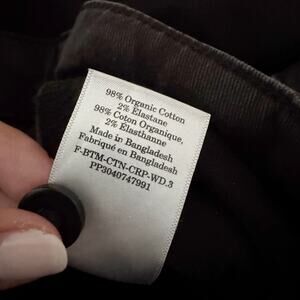 98% Organic Cotton
2% Elastane
98% Coton Organique,
2% Elasthanne
Made in Bangladesh
Fabriqué en Bangladesh
F-BTM-CTN-CRP-WD.3
PP3040747991